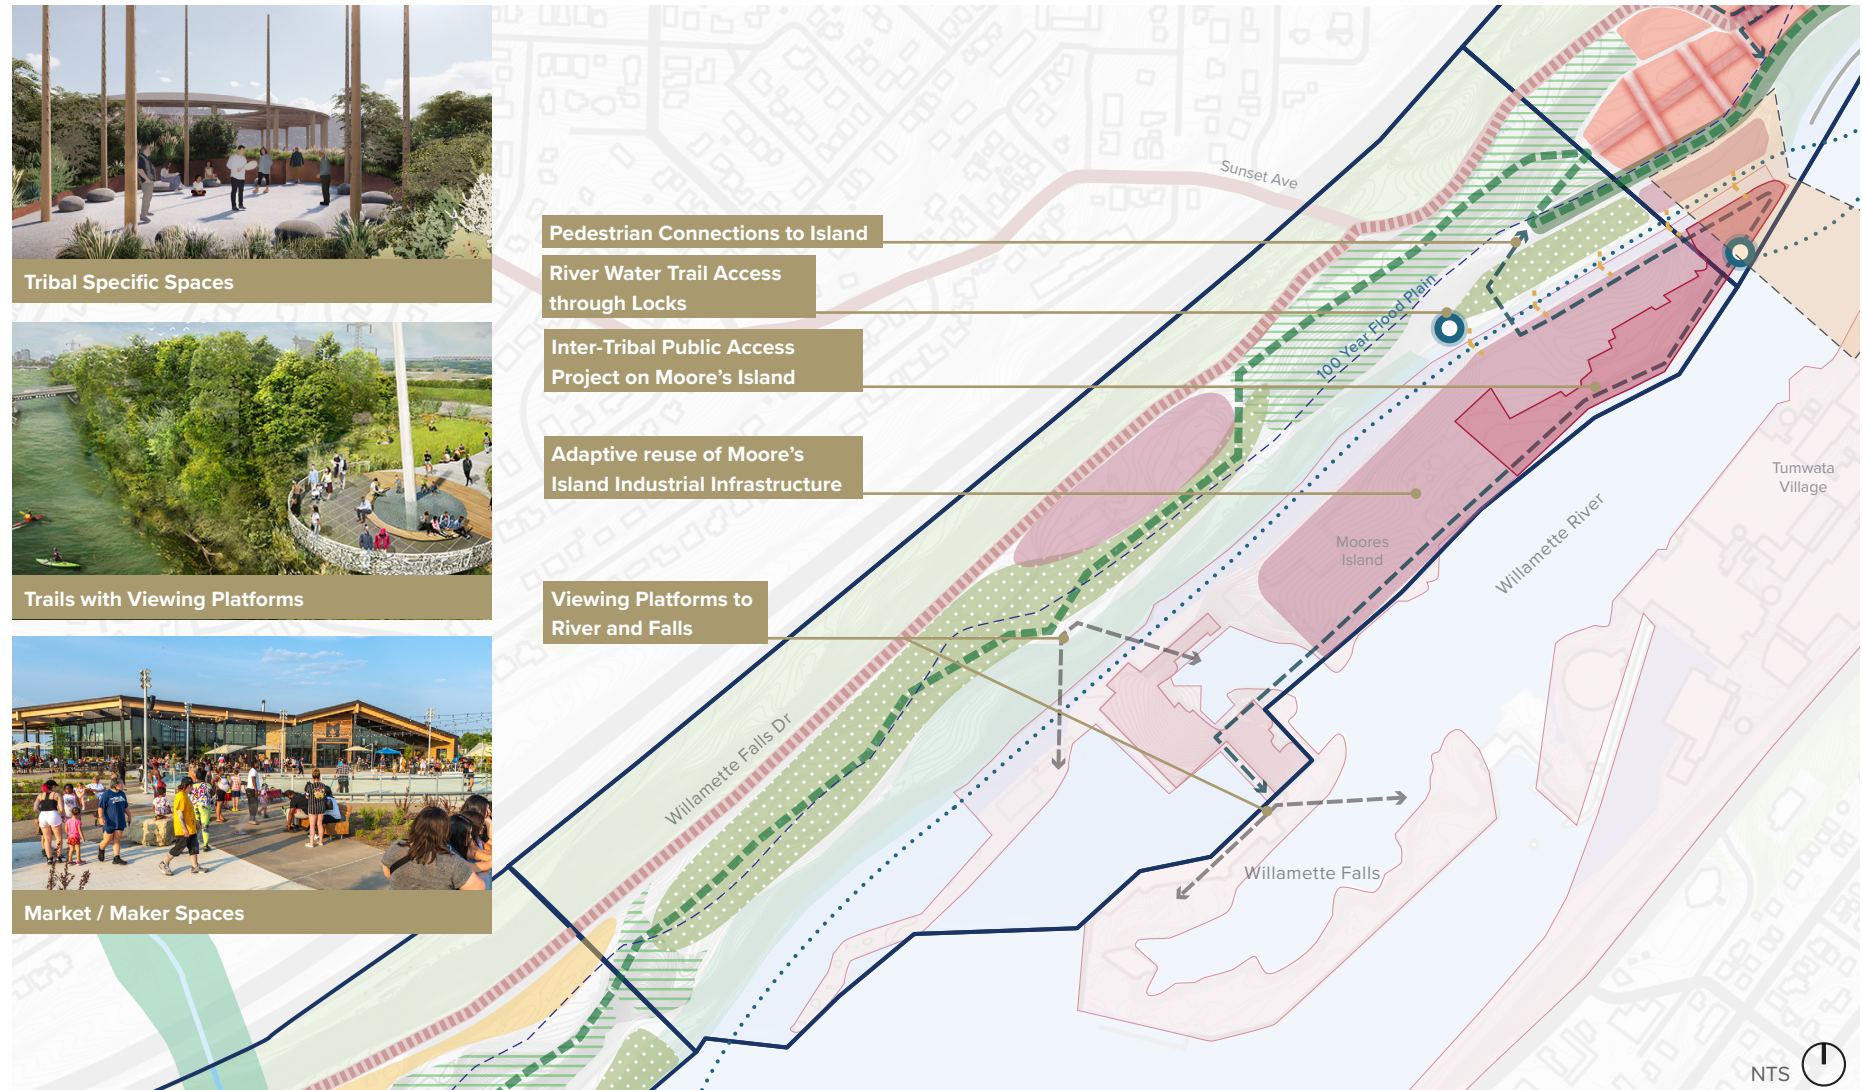 Tribal Specific Spaces
Trails with Viewing Platforms
Market / Maker Spaces
Pedestrian Connections to Island
River Water Trail Access
through Locks
Inter-Tribal Public Access
Project on Moore’s Island
Adaptive reuse of Moore’s
Island Industrial Infrastructure
Viewing Platforms to
River and Falls
Sunset Ave
100 Year Flood Plain
Tumwata
Village
Moores
Island
Willamette River
Willamette Falls Dr
Willamette Falls
NTS